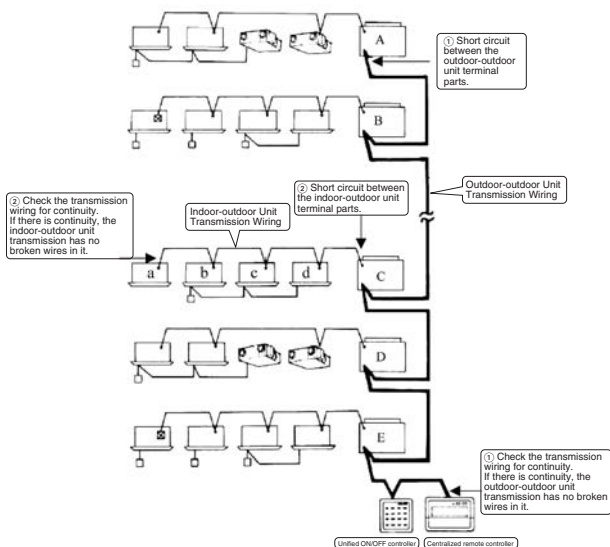 A
① Short circuit
between the
outdoor-outdoor
unit terminal
parts.
B
② Check the transmission
wiring for continuity.
If there is continuity, the
indoor-outdoor unit
transmission has no
broken wires in it.
Indoor-outdoor Unit
Transmission Wiring
② Short circuit between
the indoor-outdoor unit
terminal parts.
Outdoor-outdoor Unit
Transmission Wiring
a
b
c
d
C
D
E
① Check the transmission
wiring for continuity.
If there is continuity, the
outdoor-outdoor unit
transmission has no broken
wires in it.
Unified ON/OFF controller
Centralized remote controller